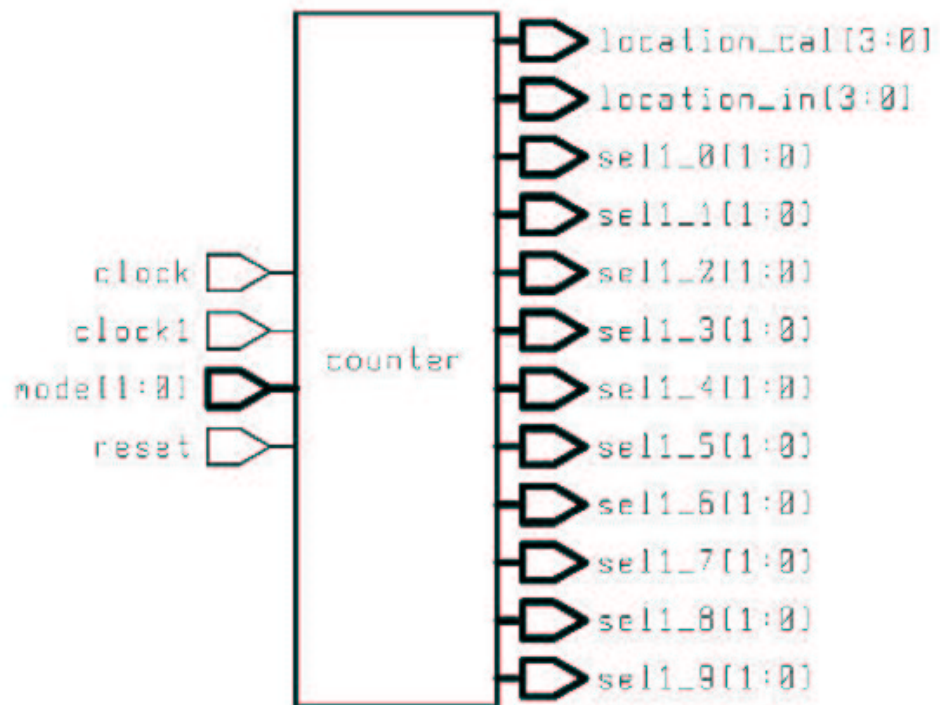 location_cal[3:0]
location_in[3:0]
sel1_0[1:0]
sel1_1[1:0]
clock
sel1_2[1:0]
clock1
sel1_3[1:0]
counter
mode[1:0]
sel1_4[1:0]
reset
sel1_5[1:0]
sel1_6[1:0]
sel1_7[1:0]
sel1_8[1:0]
sel1_9[1:0]